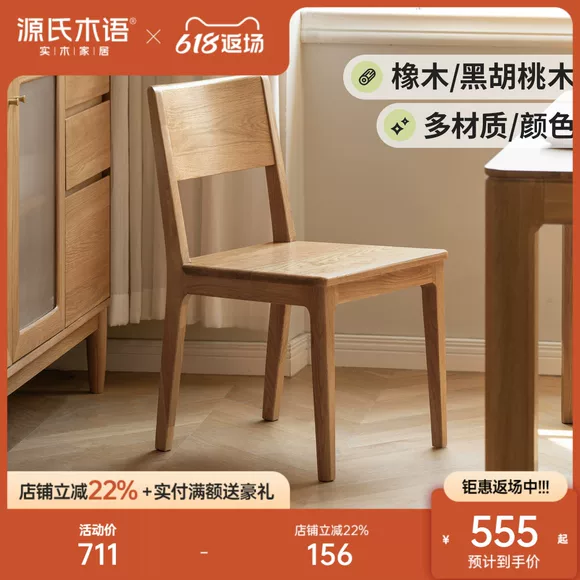 源氏木语® × 618返场
实木家居
橡木/黑胡桃木
多材质/颜色
店铺立减22% +实付满额送豪礼
钜惠返场中!!!
活动价
711
-
店铺立减22%
156
¥ 555 起
预计到手价